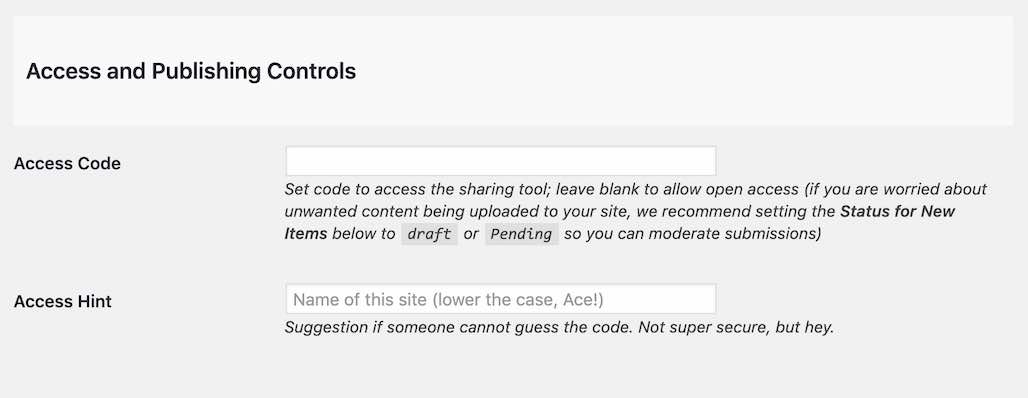 Access and Publishing Controls
Access Code
Set code to access the sharing tool; leave blank to allow open access (if you are worried about
unwanted content being uploaded to your site, we recommend setting the Status for New
Items below to draft or Pending so you can moderate submissions)
Access Hint
Name of this site (lower the case, Ace!)
Suggestion if someone cannot guess the code. Not super secure, but hey.